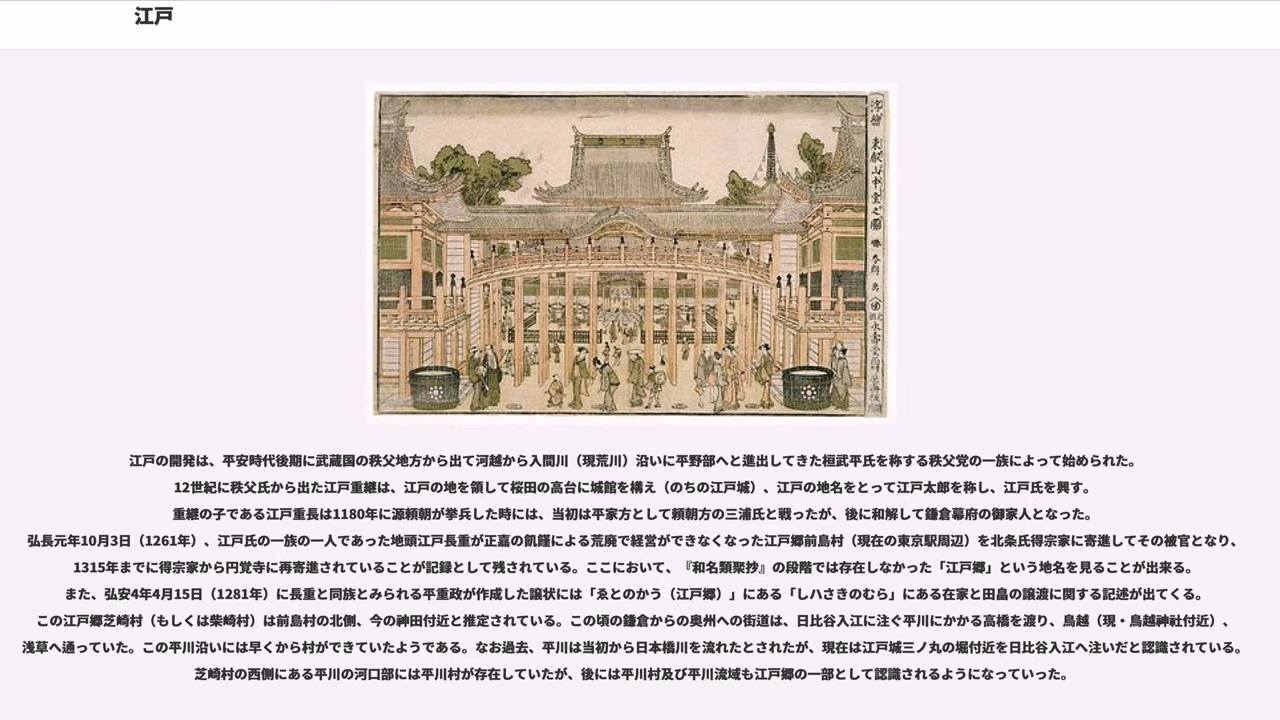 江戸
浮繪 東叡山中堂之圖
江戸の開発は、平安時代後期に武蔵国の秩父地方から出て河越から入間川（現荒川）沿いに平野部へと進出してきた桓武平氏を称する秩父党の一族によって始められた。
12世紀に秩父氏から出た江戸重継は、江戸の地を領して桜田の高台に城館を構え（のちの江戸城）、江戸の地名をとって江戸太郎を称し、江戸氏を興す。
重継の子である江戸重長は1180年に源頼朝が挙兵した時には、当初は平家方として頼朝方の三浦氏と戦ったが、後に和解して鎌倉幕府の御家人となった。
弘長元年10月3日（1261年）、江戸氏の一族の一人であった地頭江戸長重が正嘉の飢饉による荒廃で経営ができなくなった江戸郷前島村（現在の東京駅周辺）を北条氏得宗家に寄進してその被官となり、
1315年までに得宗家から円覚寺に再寄進されていることが記録として残されている。ここにおいて、『和名類聚抄』の段階では存在しなかった「江戸郷」という地名を見ることが出来る。
また、弘安4年4月15日（1281年）に長重と同族とみられる平重政が作成した譲状には「ゑとのかう（江戸郷）」にある「しハさきのむら」にある在家と田畠の譲渡に関する記述が出てくる。
この江戸郷芝崎村（もしくは柴崎村）は前島村の北側、今の神田付近と推定されている。この頃の鎌倉からの奥州への街道は、日比谷入江に注ぐ平川にかかる高橋を渡り、鳥越（現・鳥越神社付近）、
浅草へ通っていた。この平川沿いには早くから村ができていたようである。なお過去、平川は当初から日本橋川を流れたとされたが、現在は江戸城三ノ丸の堀付近を日比谷入江へ注いだと認識されている。
芝崎村の西側にある平川の河口部には平川村が存在していたが、後には平川村及び平川流域も江戸郷の一部として認識されるようになっていった。